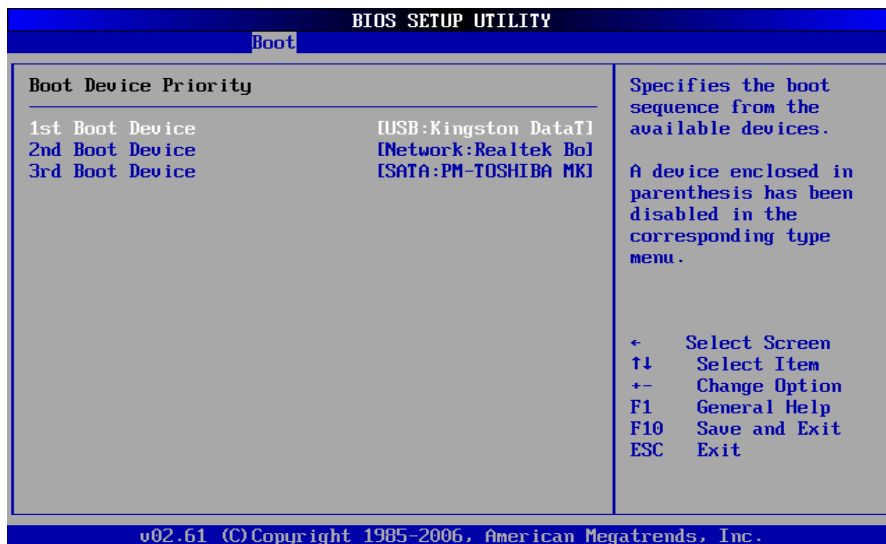 BIOS SETUP UTILITY
Boot
Boot Device Priority
1st Boot Device [USB:Kingston DataT]
2nd Boot Device [Network:Realtek Bo]
3rd Boot Device [SATA:PM-TOSHIBA MK]
Specifies the boot
sequence from the
available devices.
A device enclosed in
parenthesis has been
disabled in the
corresponding type
menu.
← Select Screen
↑↓ Select Item
+- Change Option
F1 General Help
F10 Save and Exit
ESC Exit
v02.61 (C)Copyright 1985-2006, American Megatrends, Inc.